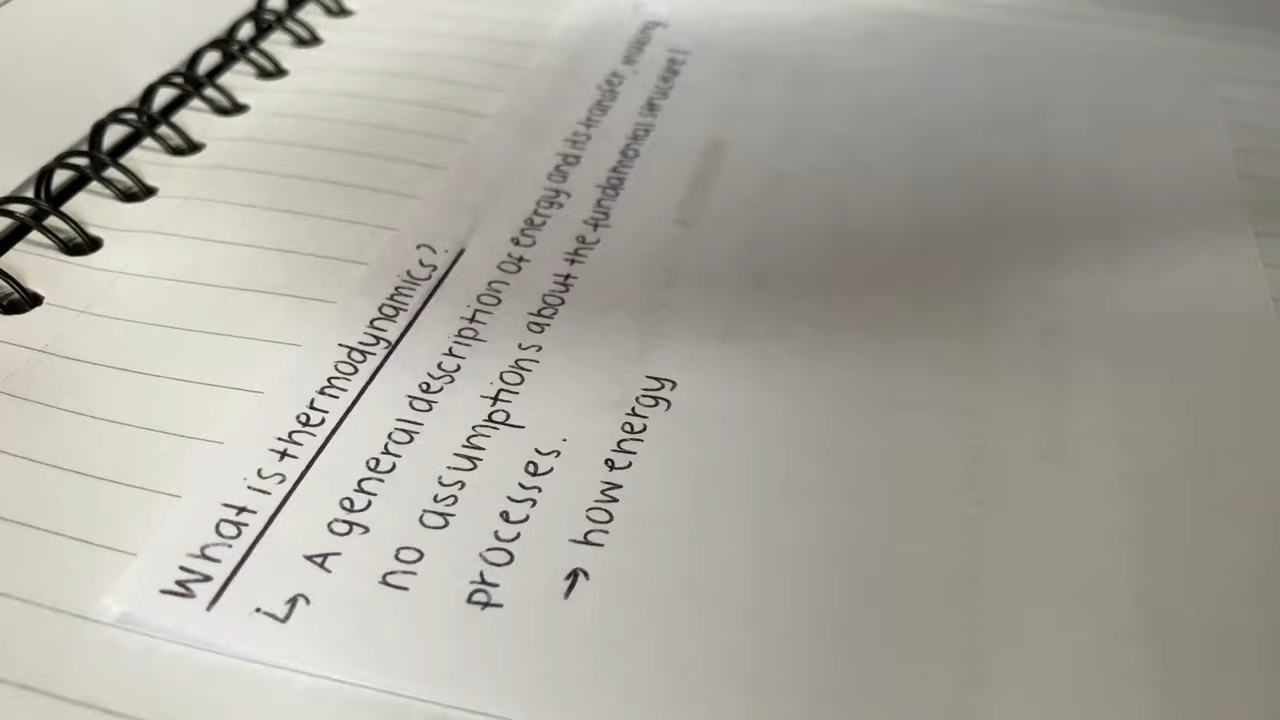 What is thermodynamics?
↳ A general description of energy and its transfer, making
no assumptions about the fundamental structure /
processes.
→ how energy